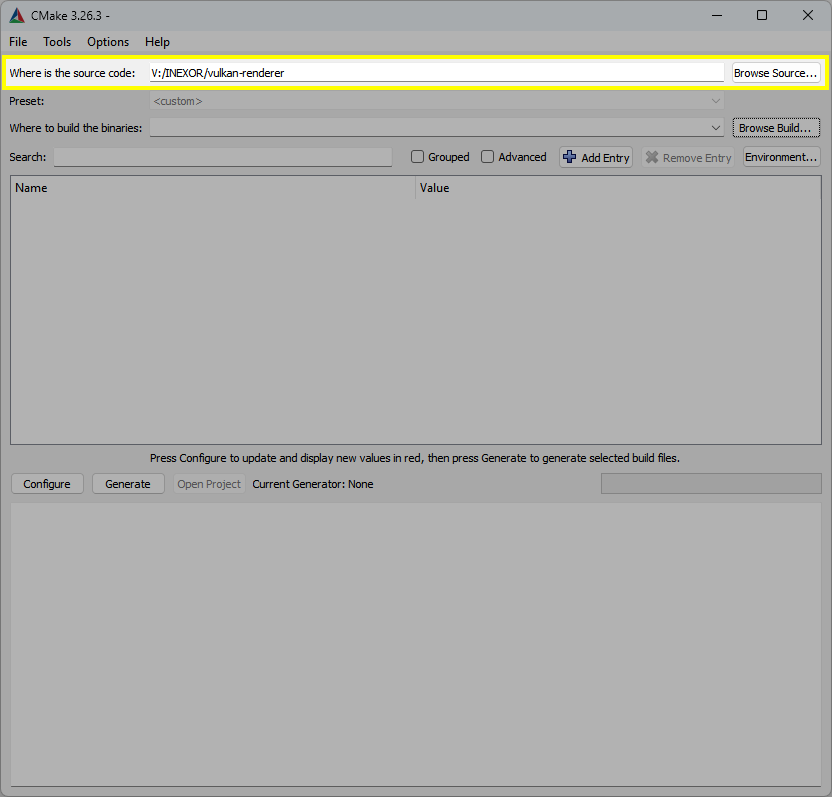 CMake 3.26.3 -
File Tools Options Help
Where is the source code: V:/INEXOR/vulkan-renderer Browse Source...
Preset: <custom>
Where to build the binaries: Browse Build...
Search: Grouped Advanced Add Entry Remove Entry Environment...
Name Value
Press Configure to update and display new values in red, then press Generate to generate selected build files.
Configure Generate Open Project Current Generator: None